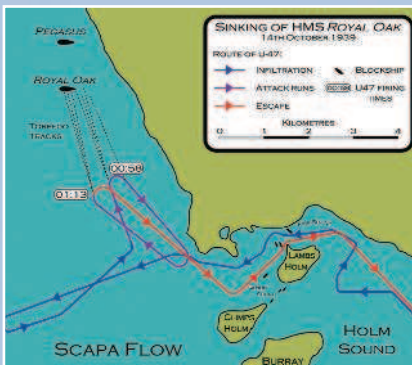 PEGASUS
ROYAL OAK
TORPEDO
TRACKS
SINKING OF HMS ROYAL OAK
14TH OCTOBER 1939
ROUTE OF U-47:
INFILTRATION
ATTACK RUNS
ESCAPE
BLOCKSHIP
U47 FIRING
TIMES
KILOMETRES
0 1 2 3 4
00:58
01:13
LAMBS
HOLM
GLIMPS
HOLM
BURRAY
SCAPA FLOW
HOLM
SOUND